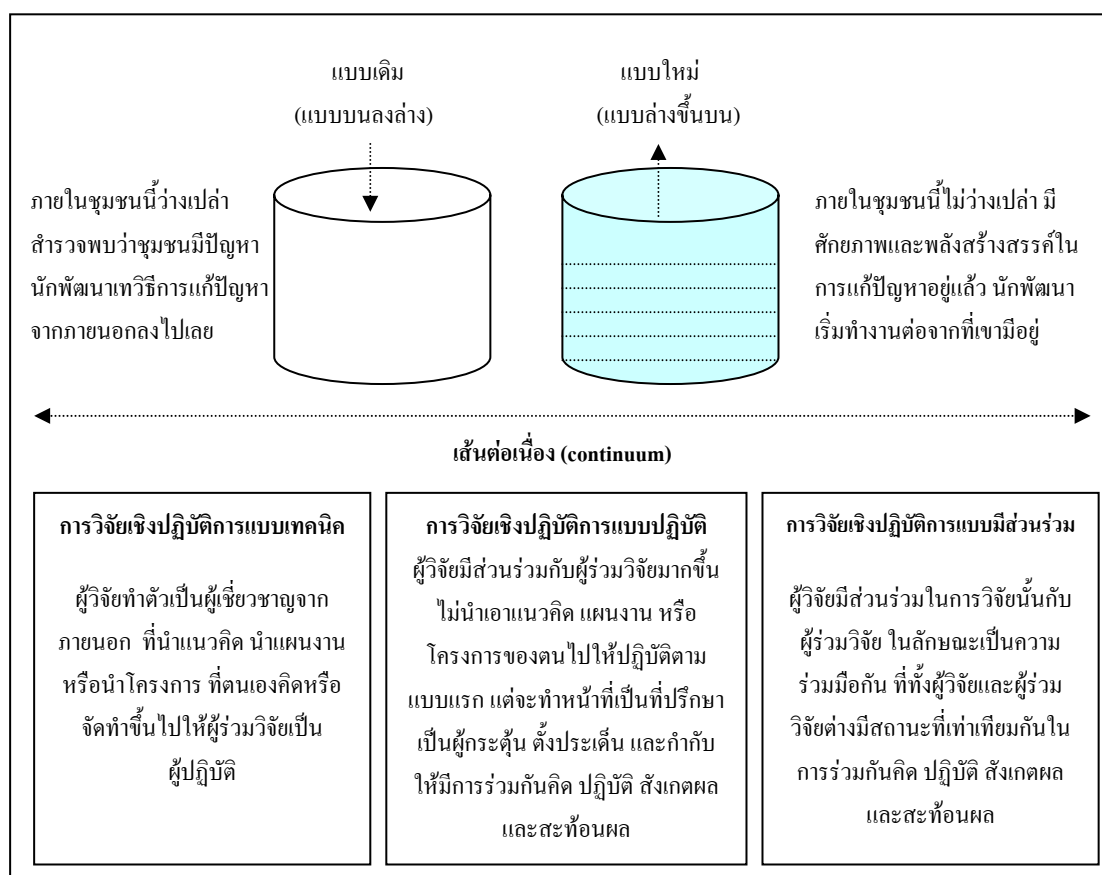 แบบเดิม
(แบบบนลงล่าง)
แบบใหม่
(แบบล่างขึ้นบน)
ภายในชุมชนนี้ว่างเปล่า
สำรวจพบว่าชุมชนมีปัญหา
นักพัฒนาเทวิธีการแก้ปัญหา
จากภายนอกลงไปเลย
ภายในชุมชนนี้ไม่ว่างเปล่า มี
ศักยภาพและพลังสร้างสรรค์ใน
การแก้ปัญหาอยู่แล้ว นักพัฒนา
เริ่มทำงานต่อจากที่เขามีอยู่
เส้นต่อเนื่อง (continuum)
การวิจัยเชิงปฏิบัติการแบบเทคนิค
ผู้วิจัยทำตัวเป็นผู้เชี่ยวชาญจาก
ภายนอก ที่นำแนวคิด นำแผนงาน
หรือนำโครงการ ที่ตนเองคิดหรือ
จัดทำขึ้นไปให้ผู้ร่วมวิจัยเป็น
ผู้ปฏิบัติ
การวิจัยเชิงปฏิบัติการแบบปฏิบัติ
ผู้วิจัยมีส่วนร่วมกับผู้ร่วมวิจัยมากขึ้น
ไม่นำเอาแนวคิด แผนงาน หรือ
โครงการของตนไปให้ปฏิบัติตาม
แบบแรก แต่จะทำหน้าที่เป็นที่ปรึกษา
เป็นผู้กระตุ้น ตั้งประเด็น และกำกับ
ให้มีการร่วมกันคิด ปฏิบัติ สังเกตผล
และสะท้อนผล
การวิจัยเชิงปฏิบัติการแบบมีส่วนร่วม
ผู้วิจัยมีส่วนร่วมในการวิจัยนั้นกับ
ผู้ร่วมวิจัย ในลักษณะเป็นความ
ร่วมมือกัน ที่ทั้งผู้วิจัยและผู้ร่วม
วิจัยต่างมีสถานะที่เท่าเทียมกันใน
การร่วมกันคิด ปฏิบัติ สังเกตผล
และสะท้อนผล